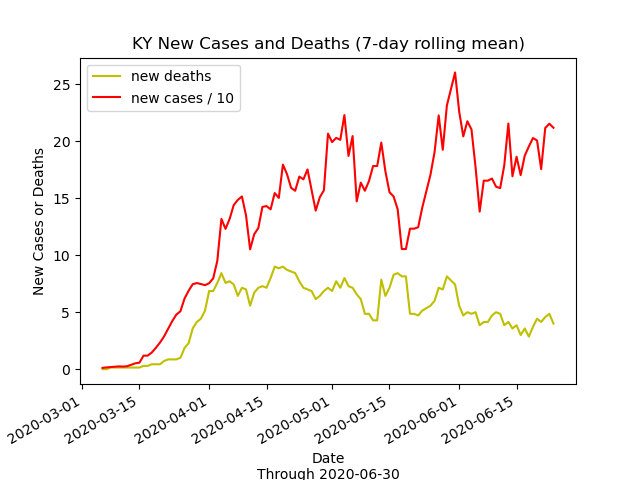 KY New Cases and Deaths (7-day rolling mean)
new deaths
new cases / 10
New Cases or Deaths
25
20
15
10
5
0
2020-03-01
2020-03-15
2020-04-01
2020-04-15
2020-05-01
2020-05-15
2020-06-01
2020-06-15
Date
Through 2020-06-30